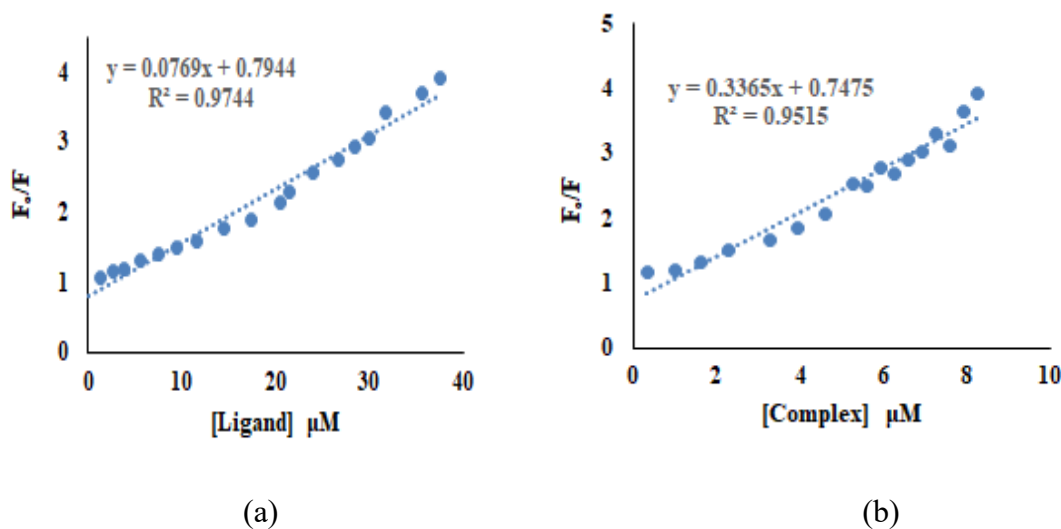 y = 0.0769x + 0.7944
R² = 0.9744
Fₒ/F
4
3
2
1
0
0 10 20 30 40
[Ligand] μM
(a)
y = 0.3365x + 0.7475
R² = 0.9515
Fₒ/F
5
4
3
2
1
0
0 2 4 6 8 10
[Complex] μM
(b)